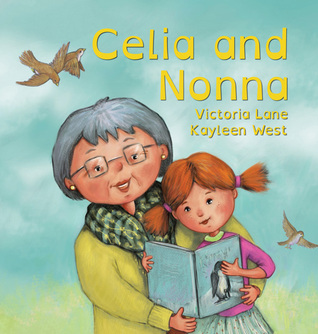 Celia and
Nonna
Victoria Lane
Kayleen West